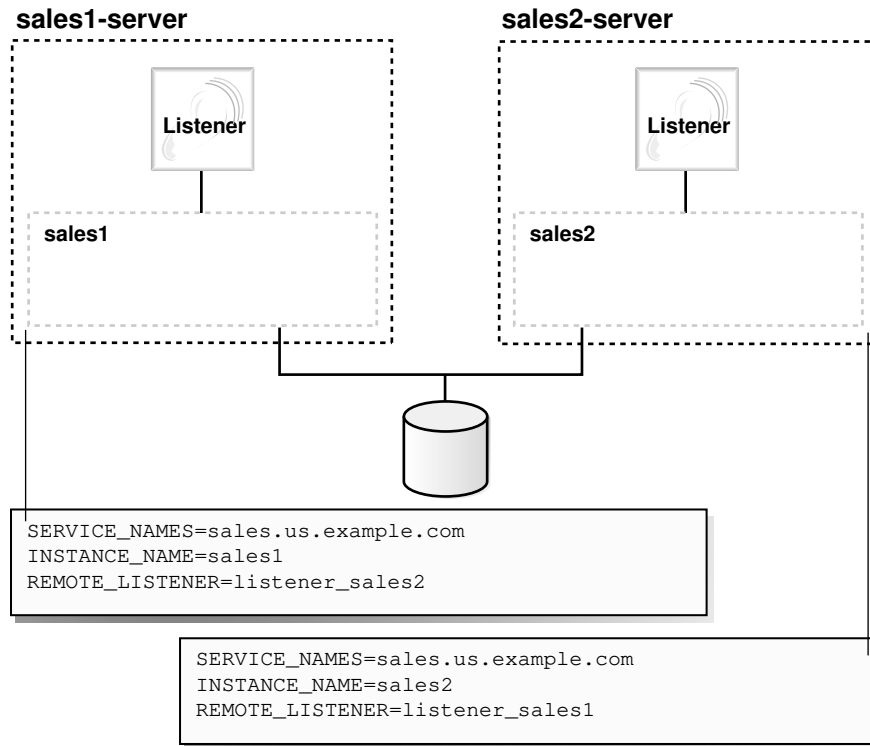 sales1-server
sales2-server
Listener
Listener
sales1
sales2
SERVICE_NAMES=sales.us.example.com
INSTANCE_NAME=sales1
REMOTE_LISTENER=listener_sales2
SERVICE_NAMES=sales.us.example.com
INSTANCE_NAME=sales2
REMOTE_LISTENER=listener_sales1